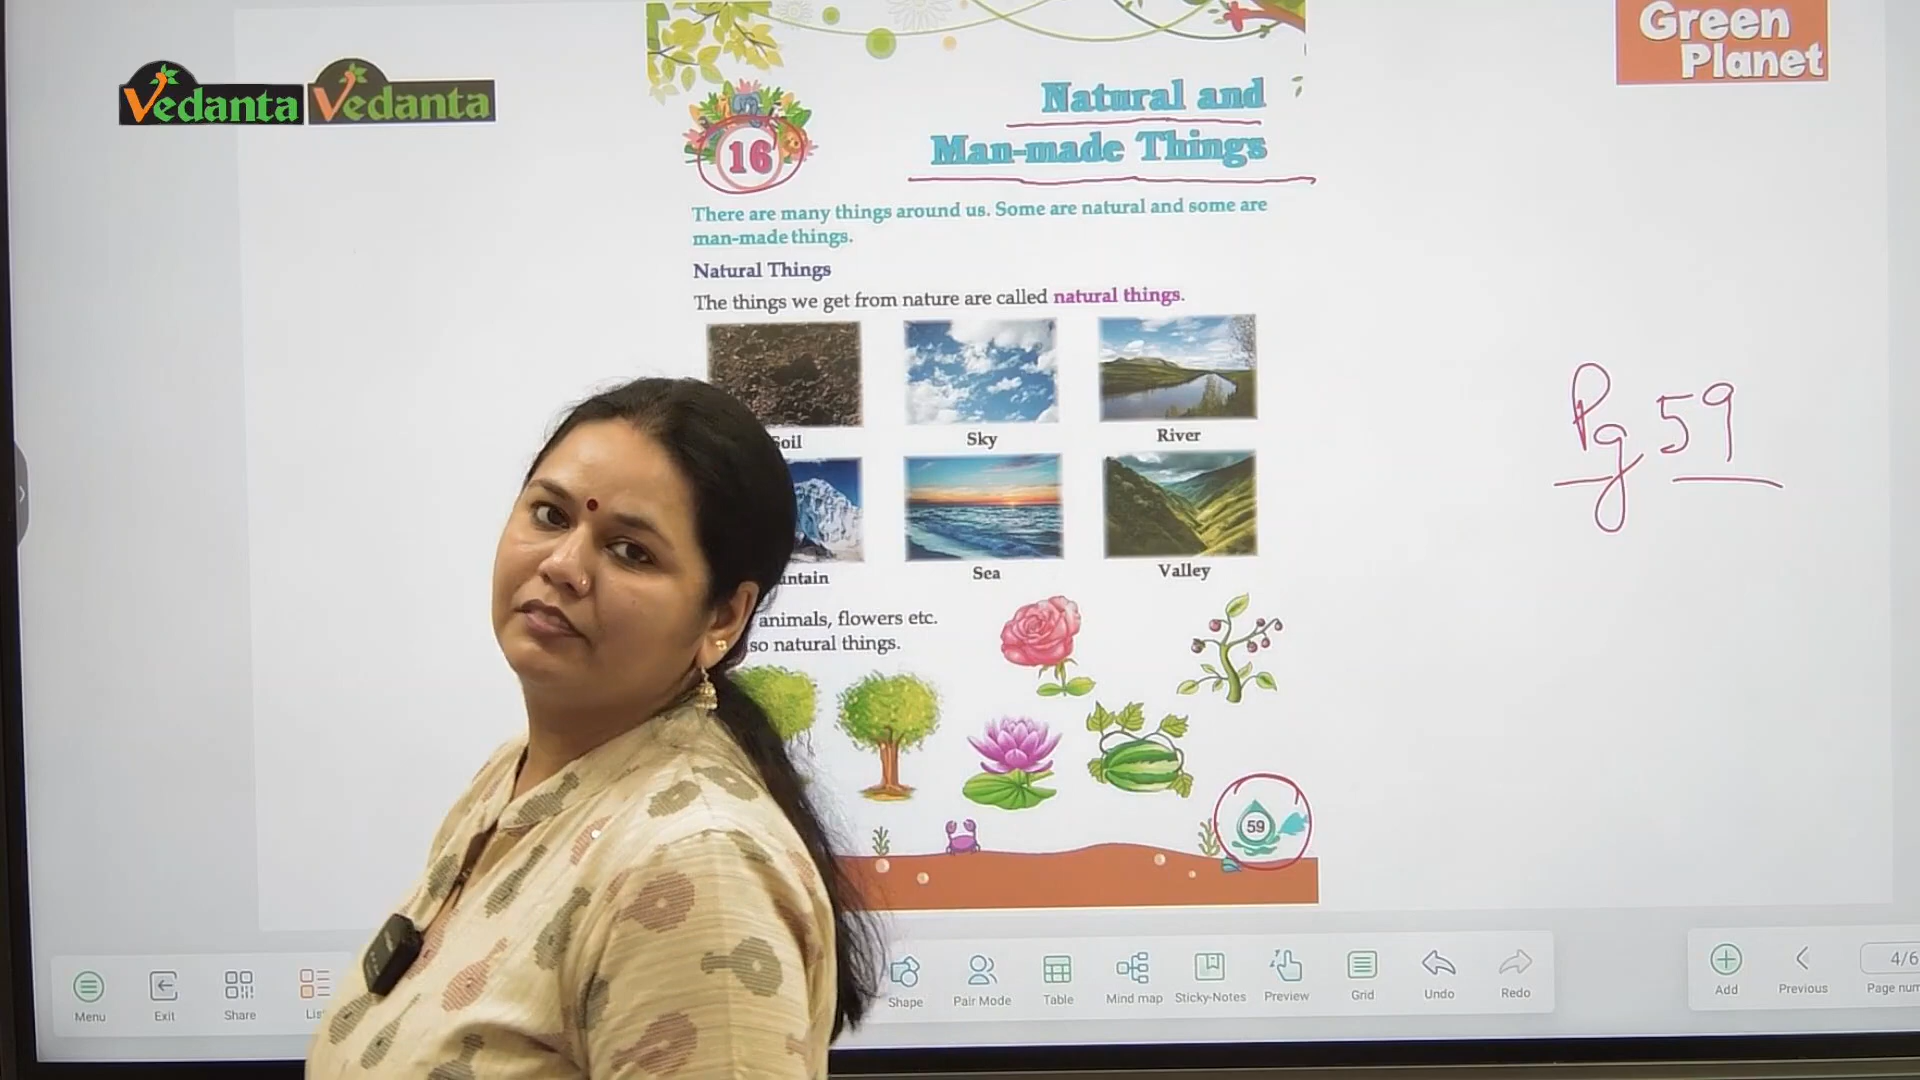 Vedanta Vedanta
Green
Planet
16
Natural and
Man-made Things
There are many things around us. Some are natural and some are
man-made things.
Natural Things
The things we get from nature are called natural things.
Sky
River
Sea
Valley
animals, flowers etc.
natural things.
Pg 59
59
Menu
Exit
Share
Shape
Pair Mode
Table
Mind map
Sticky-Notes
Preview
Grid
Undo
Redo
Add
Previous
4/6
Page